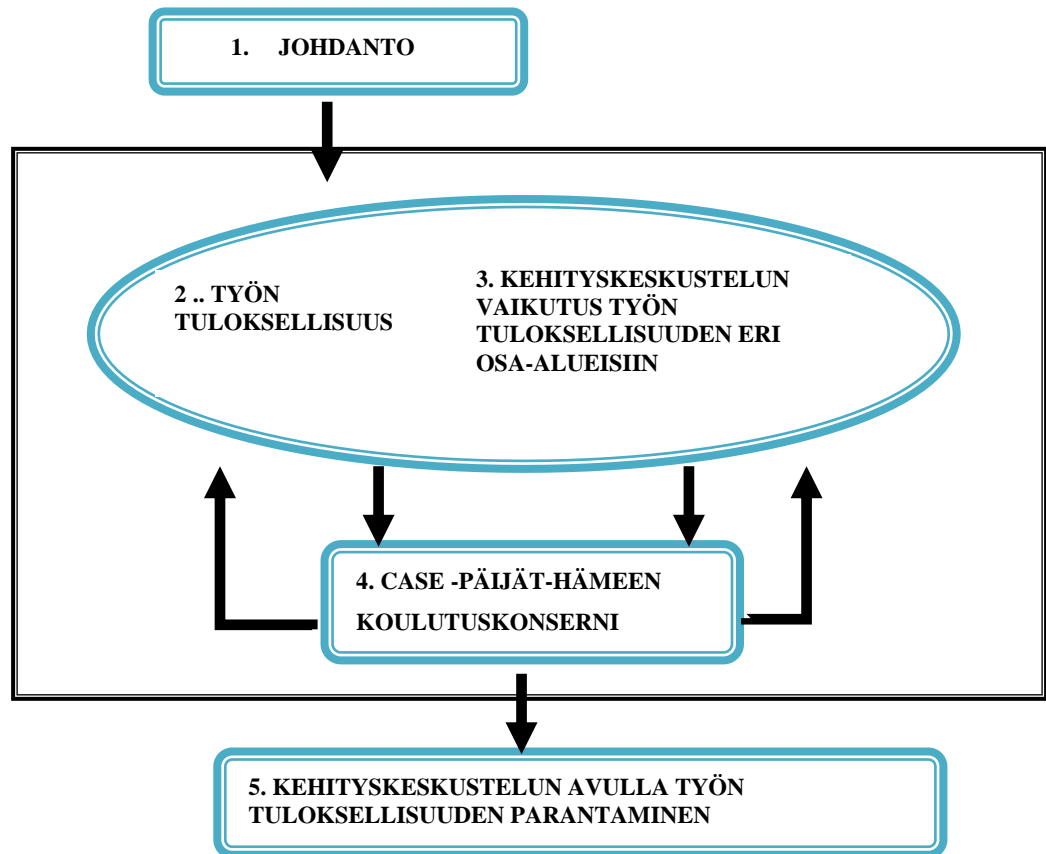 1. JOHDANTO
2 .. TYÖN
TULOKSELLISUUS
3. KEHITYSKESKUSTELUN
VAIKUTUS TYÖN
TULOKSELLISUUDEN ERI
OSA-ALUEISIIN
4. CASE -PÄIJÄT-HÄMEEN
KOULUTUSKONSERNI
5. KEHITYSKESKUSTELUN AVULLA TYÖN
TULOKSELLISUUDEN PARANTAMINEN